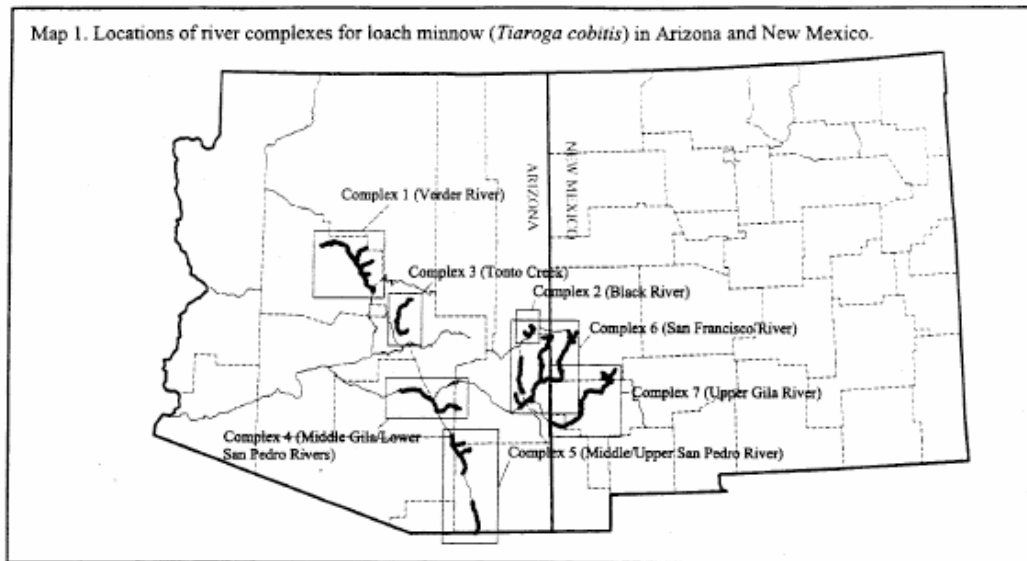 Map 1. Locations of river complexes for loach minnow (Tiaroga cobitis) in Arizona and New Mexico.
ARIZONA
NEW MEXICO
Complex 1 (Verder River)
Complex 3 (Tonto Creek)
Complex 2 (Black River)
Complex 6 (San Francisco River)
Complex 7 (Upper Gila River)
Complex 4 (Middle Gila/Lower
San Pedro Rivers)
Complex 5 (Middle/Upper San Pedro River)